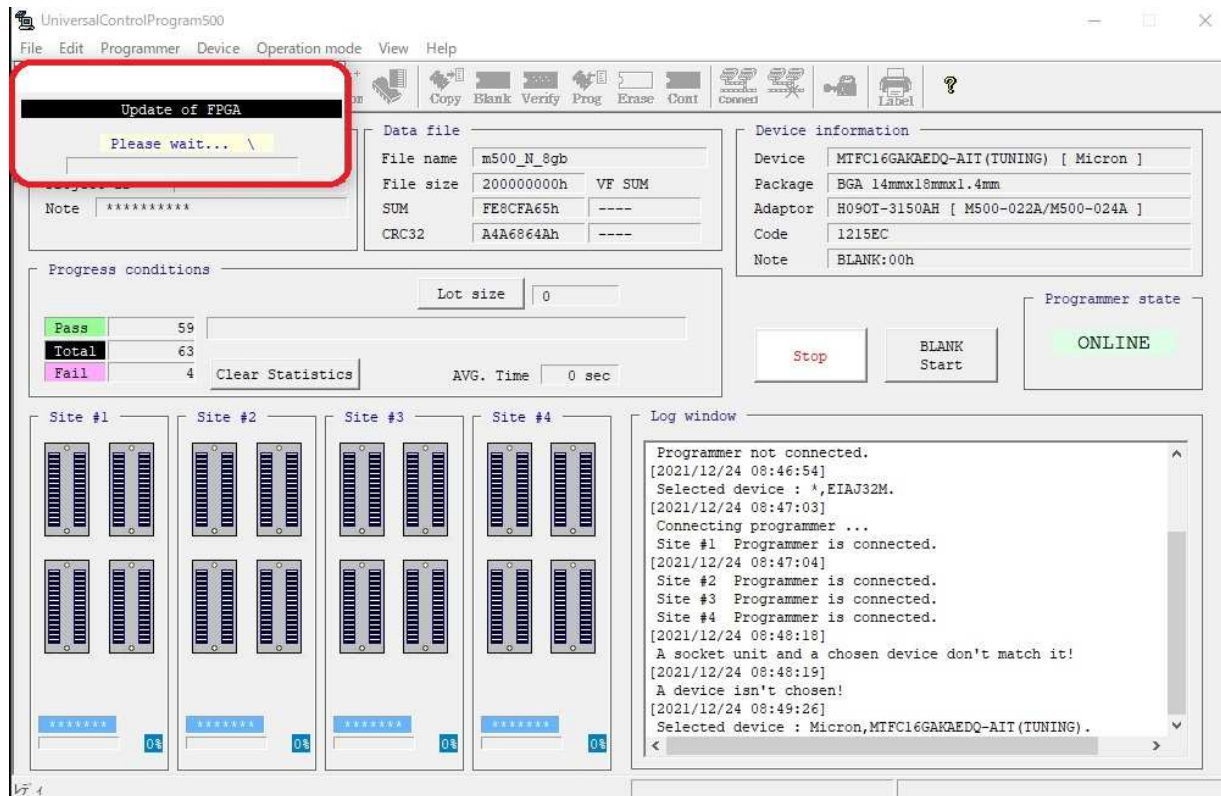 UniversalControlProgram500
File Edit Programmer Device Operation mode View Help
Copy Blank Verify Prog Erase Cont Connect Label ?
Update of FPGA
Please wait... \
Note **********
Data file
File name m500_N_8gb
File size 200000000h VF SUM
SUM FE8CFA65h ----
CRC32 A4A6864Ah ----
Device information
Device MTFC16GAKAEDQ-AIT(TUNING) [ Micron ]
Package BGA 14mmx18mmx1.4mm
Adaptor H090T-3150AH [ M500-022A/M500-024A ]
Code 1215EC
Note BLANK:00h
Progress conditions
Lot size 0
Pass 59
Total 63
Fail 4 Clear Statistics AVG. Time 0 sec
Stop
BLANK
Start
Programmer state
ONLINE
Site #1 Site #2 Site #3 Site #4
******* ******* ******* *******
0% 0% 0% 0%
Log window
Programmer not connected.
[2021/12/24 08:46:54]
Selected device : *,EIAJ32M.
[2021/12/24 08:47:03]
Connecting programmer ...
Site #1 Programmer is connected.
[2021/12/24 08:47:04]
Site #2 Programmer is connected.
Site #3 Programmer is connected.
Site #4 Programmer is connected.
[2021/12/24 08:48:18]
A socket unit and a chosen device don't match it!
[2021/12/24 08:48:19]
A device isn't chosen!
[2021/12/24 08:49:26]
Selected device : Micron,MTFC16GAKAEDQ-AIT(TUNING).
レディ